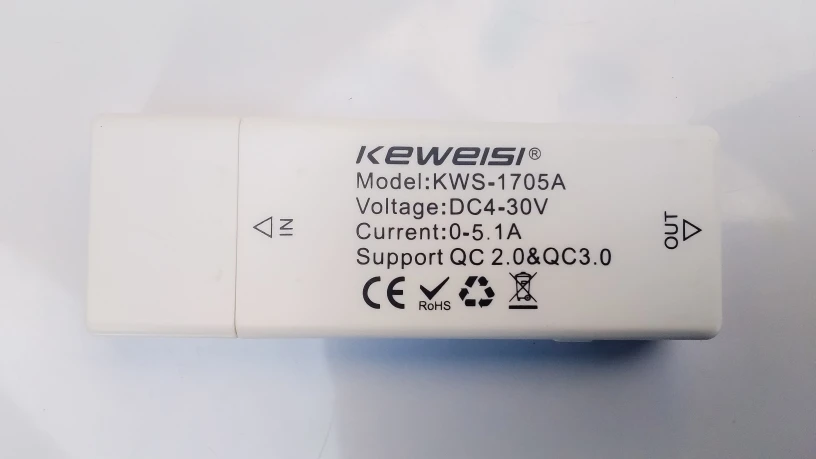 KEWEISI®
Model:KWS-1705A
Voltage:DC4-30V
Current:0-5.1A
Support QC 2.0&QC3.0
CE RoHS
IN
OUT